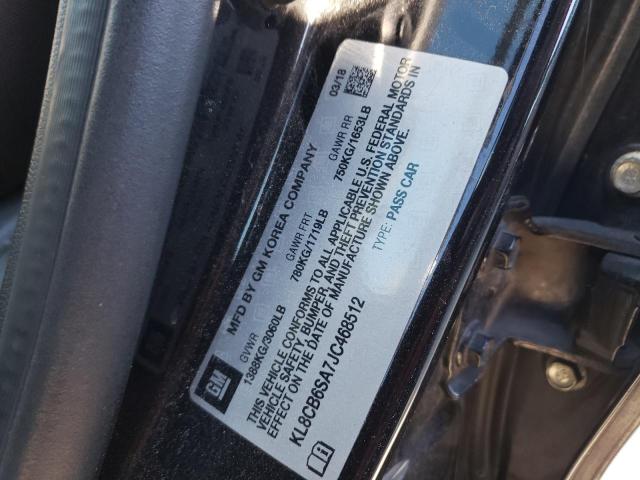 GM
MFD BY GM KOREA COMPANY
03/18
GVWR
GAWR FRT
GAWR RR
1388KG/3060LB
780KG/1719LB
750KG/1653LB
THIS VEHICLE CONFORMS TO ALL APPLICABLE U.S. FEDERAL MOTOR
VEHICLE SAFETY, BUMPER, AND THEFT PREVENTION STANDARDS IN
EFFECT ON THE DATE OF MANUFACTURE SHOWN ABOVE.
KL8CB6SA7JC468512
TYPE: PASS CAR